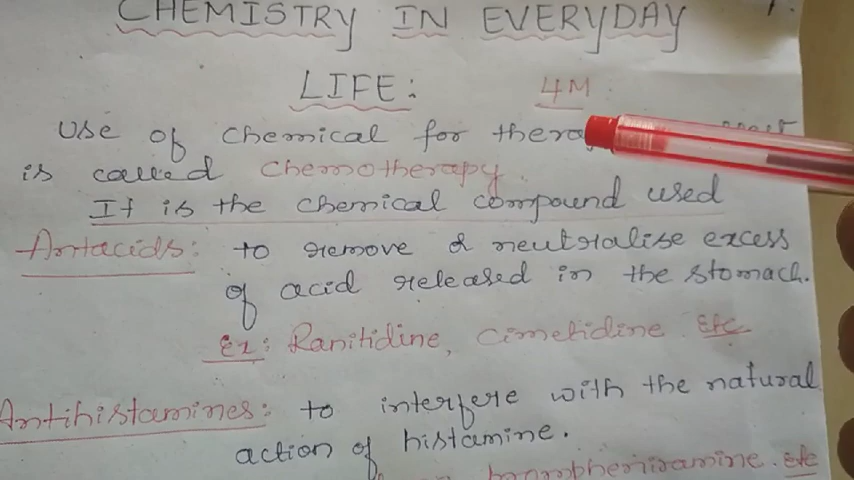 CHEMISTRY IN EVERYDAY
LIFE: 4M
Use of chemical for
is called chemotherapy.
It is the chemical compound used
Antacids: to remove & neutralise excess
of acid released in the stomach.
Ex: Ranitidine, Cimetidine Etc
Antihistamines: to interfere with the natural
action of histamine.
Etc